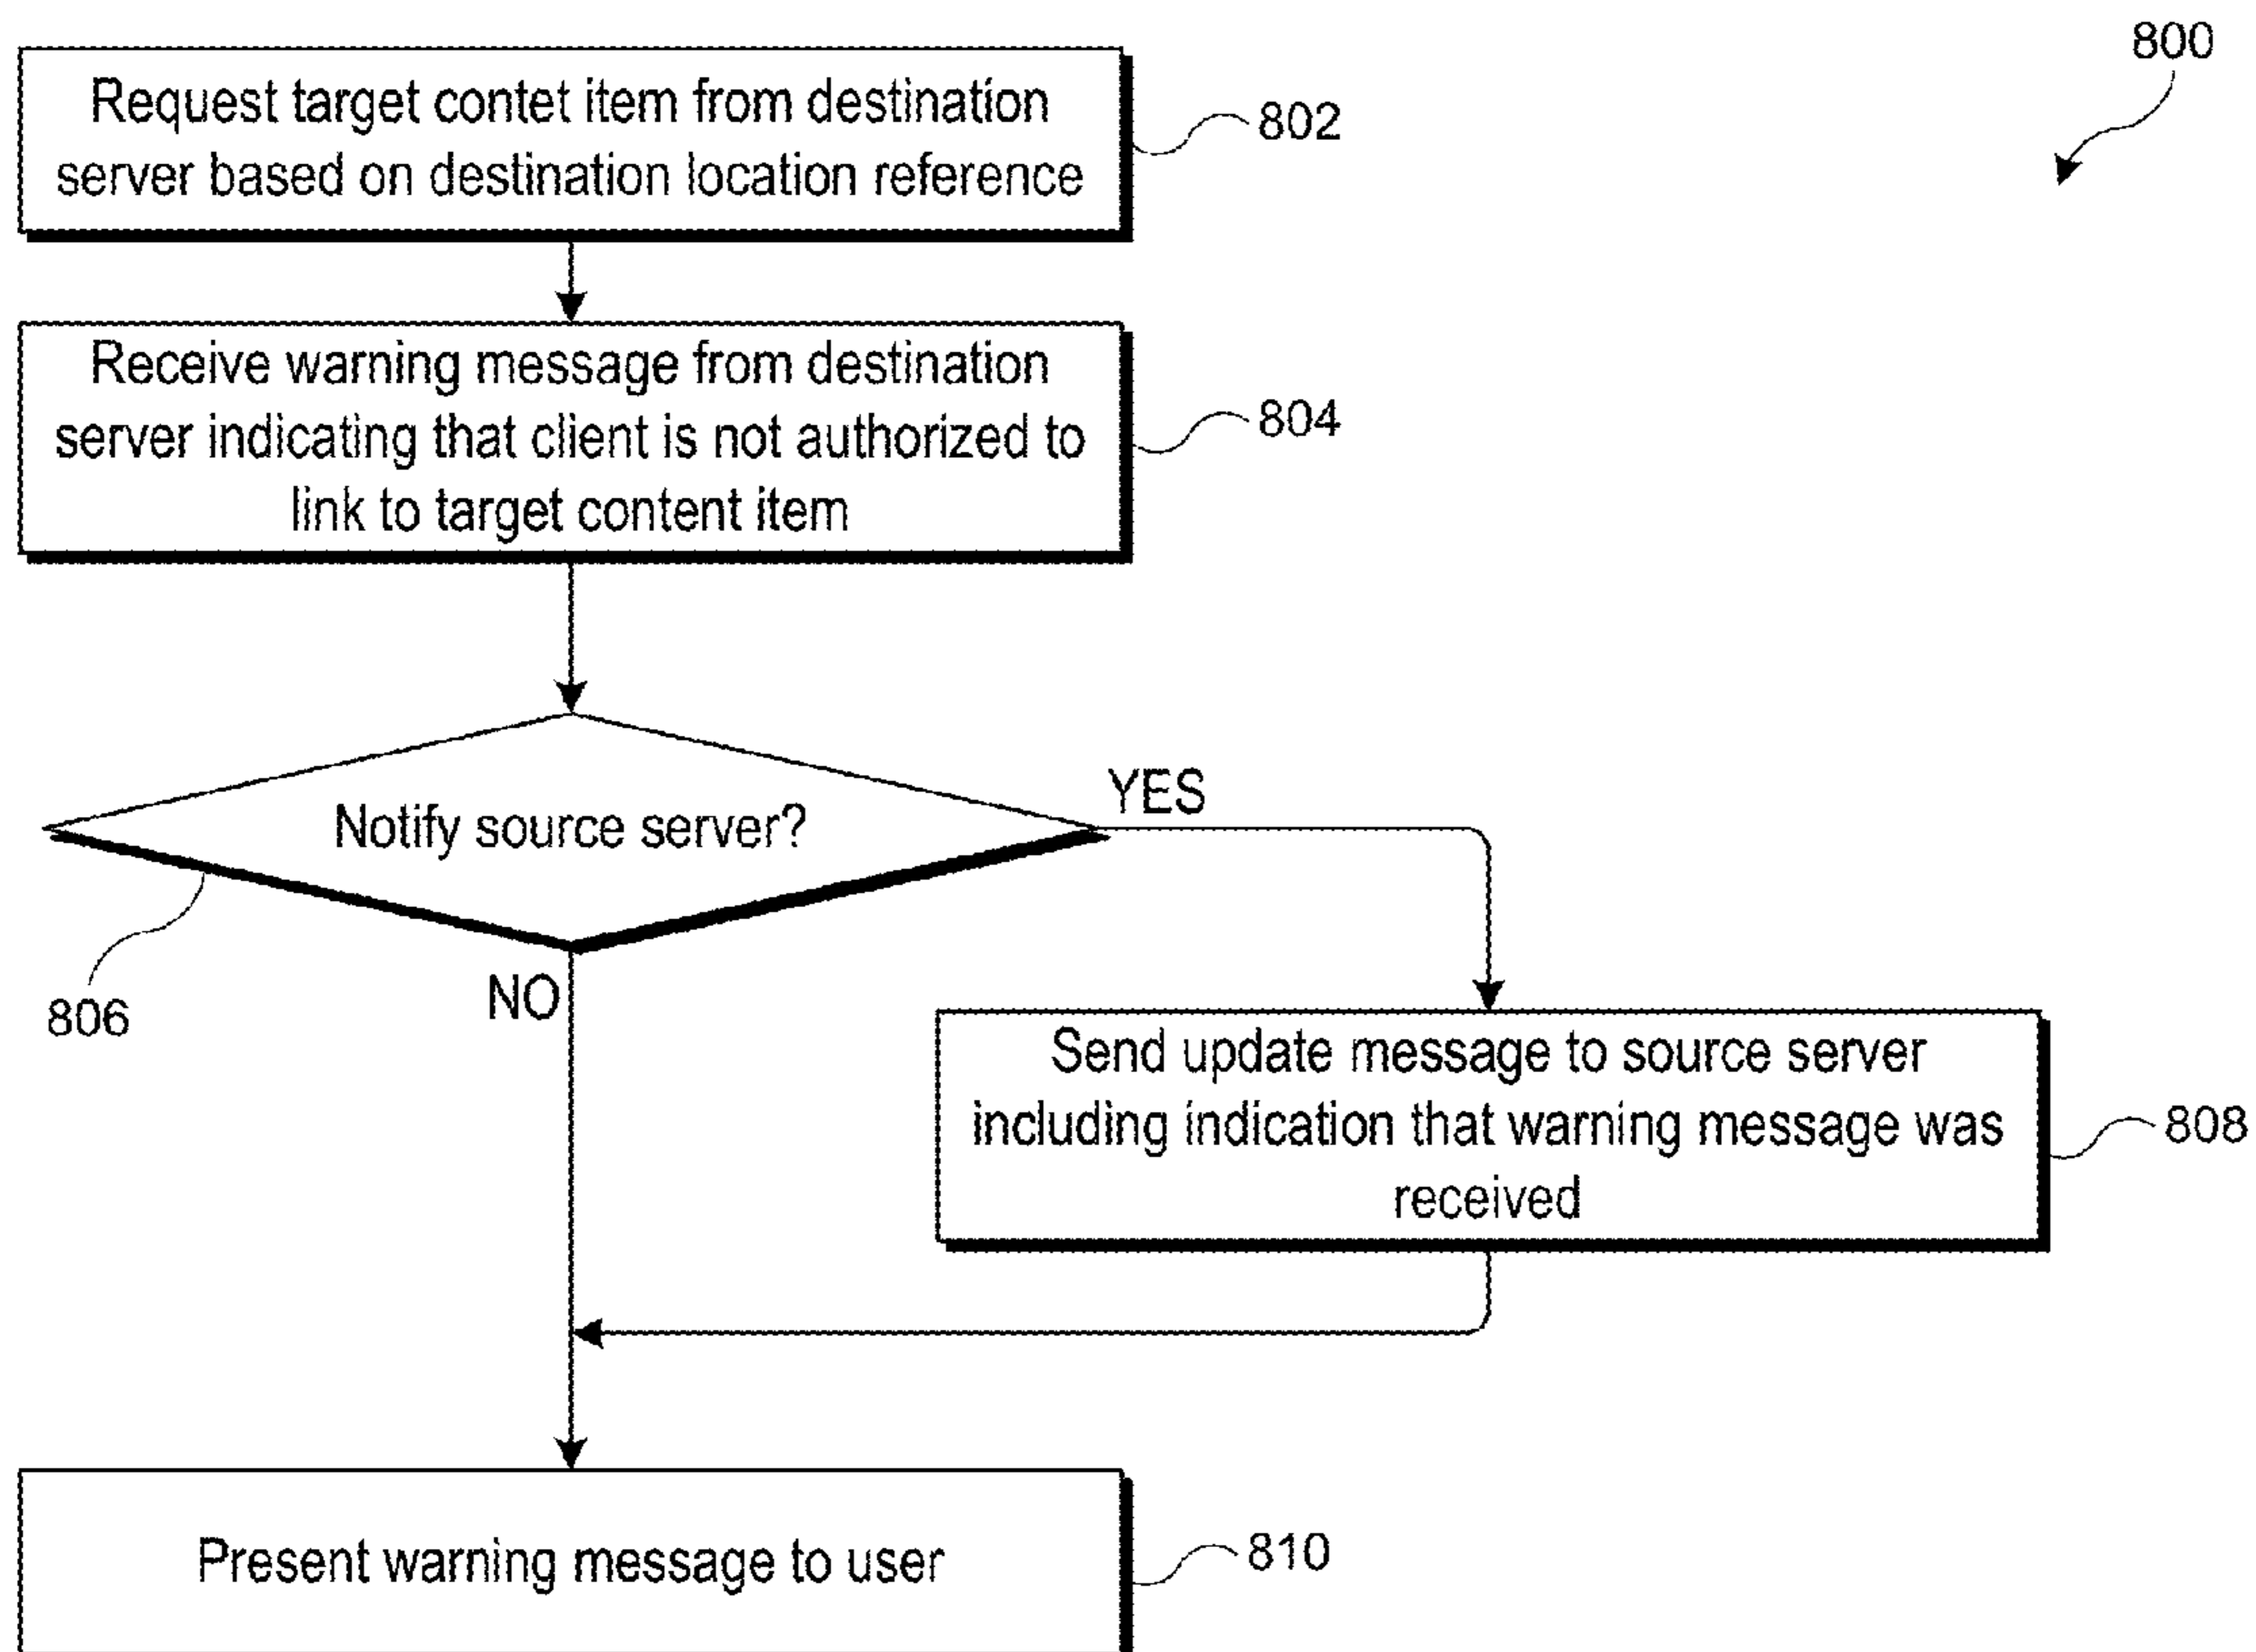 800
Request target contet item from destination
server based on destination location reference
802
Receive warning message from destination
server indicating that client is not authorized to
link to target content item
804
Notify source server?
YES
806
NO
Send update message to source server
including indication that warning message was
received
808
Present warning message to user
810